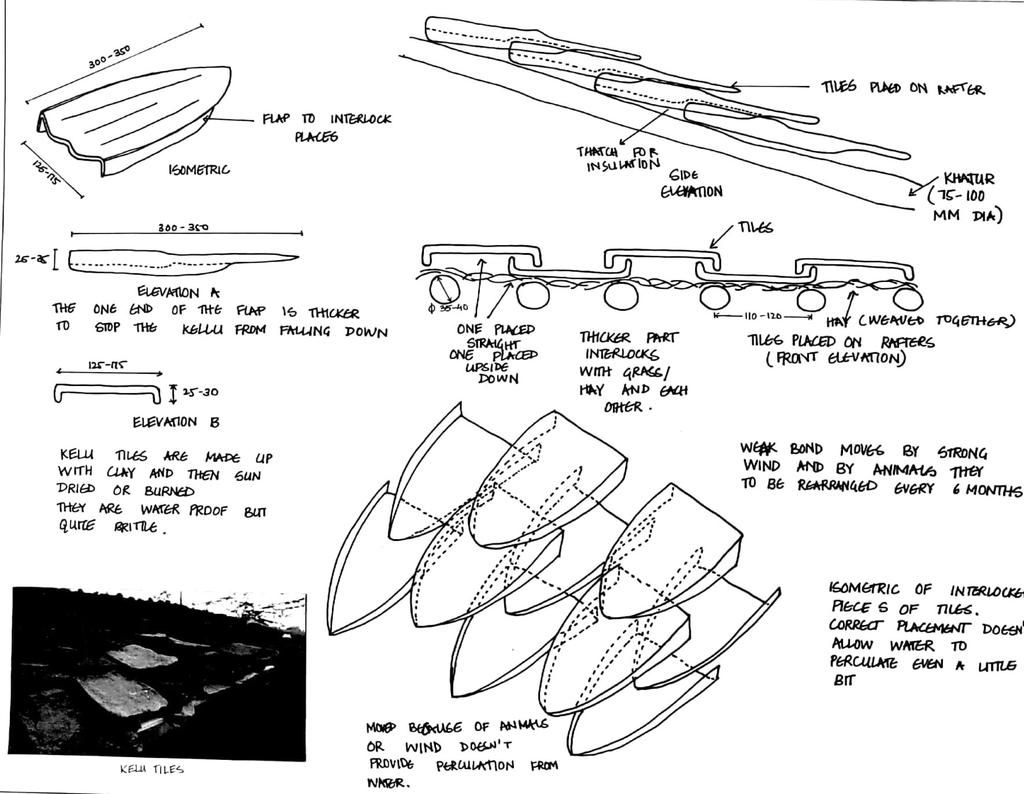 300-350
FLAP TO INTERLOCK
PLACES
125-175
ISOMETRIC
300-350
25-35
ELEVATION A
THE ONE END OF THE FLAP IS THICKER
TO STOP THE KELLU FROM FALLING DOWN
125-175
25-30
ELEVATION B
KELU TILES ARE MADE UP
WITH CLAY AND THEN SUN
DRIED OR BURNED
THEY ARE WATER PROOF BUT
QUITE BRITTLE.
KELU TILES
TILES PLAED ON RAFTER
THATCH FOR
INSULATION
SIDE
ELEVATION
KHATUR
(75-100
MM DIA)
TILES
Φ 35-40
110-120
HAY (WEAVED TOGETHER)
ONE PLACED
STRAIGHT
ONE PLACED
UPSIDE
DOWN
THICKER PART
INTERLOCKS
WITH GRASS/
HAY AND EACH
OTHER.
TILES PLACED ON RAFTERS
(FRONT ELEVATION)
WEAK BOND MOVES BY STRONG
WIND AND BY ANIMALS THEY
TO BE REARRANGED EVERY 6 MONTHS
ISOMETRIC OF INTERLOCKE
PIECE S OF TILES.
CORRECT PLACEMENT DOESN'
ALLOW WATER TO
PERCULATE EVEN A LITTLE
BIT
MOVED BECAUSE OF ANIMALS
OR WIND DOESN'T
PROVIDE PERCULATION FROM
WATER.